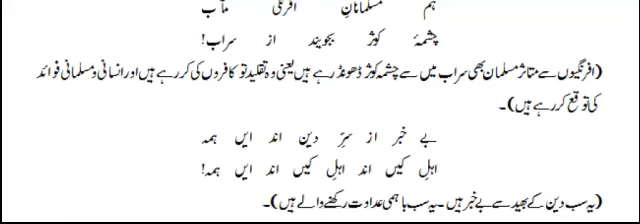 ہم مسلمانانِ افرنگی مآب
چشمۂ کوثر بجویند از سراب!
(افرنگیوں سے متاثر مسلمان بھی سراب میں سے چشمہ کوثر ڈھونڈ رہے ہیں یعنی وہ تقلید تو کافروں کی کر رہے ہیں اور انسانی و مسلمانی فوائد
کی توقع کر رہے ہیں)۔
بے خبر از سرِّ دین اند ایں ہمہ
اہلِ کیں اند اہلِ کیں اند ایں ہمہ!
(یہ سب دین کے بھید سے بے خبر ہیں۔ یہ سب باہمی عداوت رکھنے والے ہیں)۔